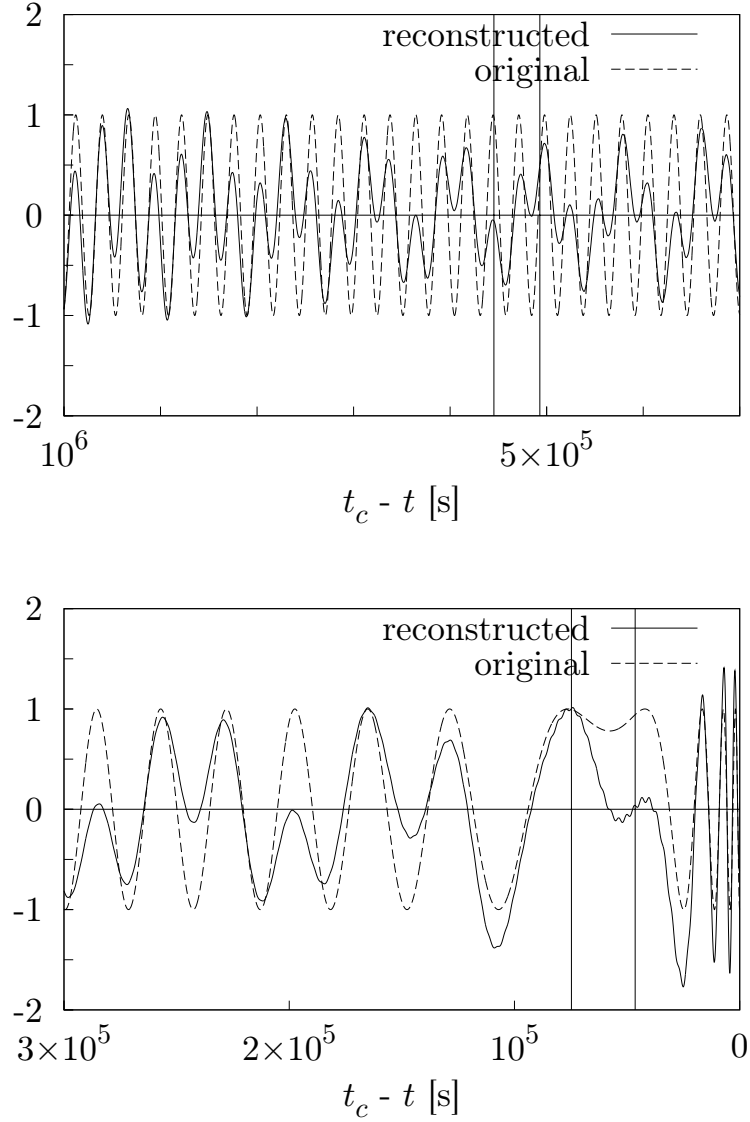 2
reconstructed
original
1
0
-1
-2
10^6
5×10^5
t_c - t [s]
2
reconstructed
original
1
0
-1
-2
3×10^5
2×10^5
10^5
0
t_c - t [s]